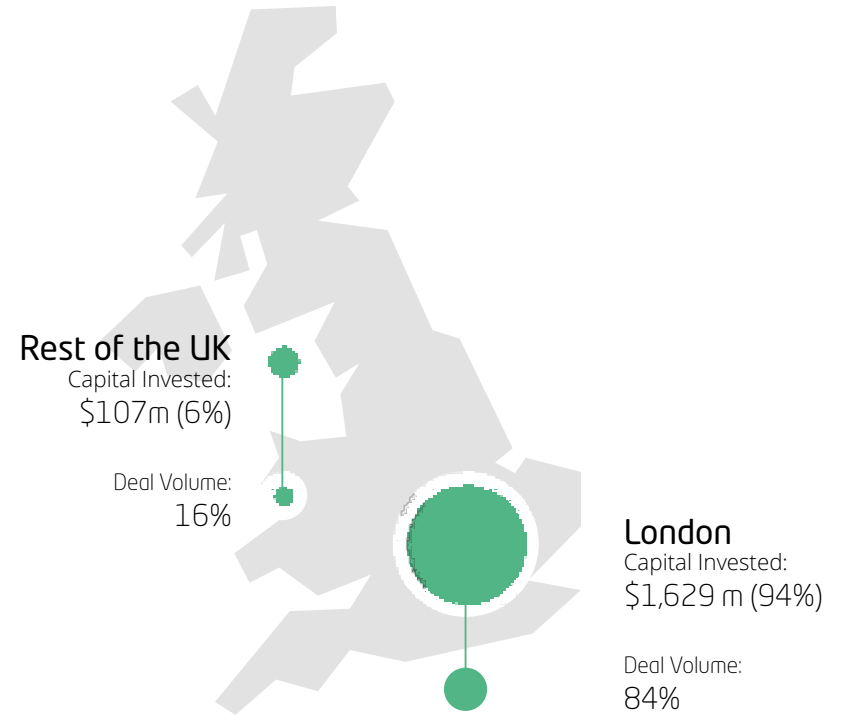 Rest of the UK
Capital Invested:
$107m (6%)
Deal Volume:
16%
London
Capital Invested:
$1,629 m (94%)
Deal Volume:
84%